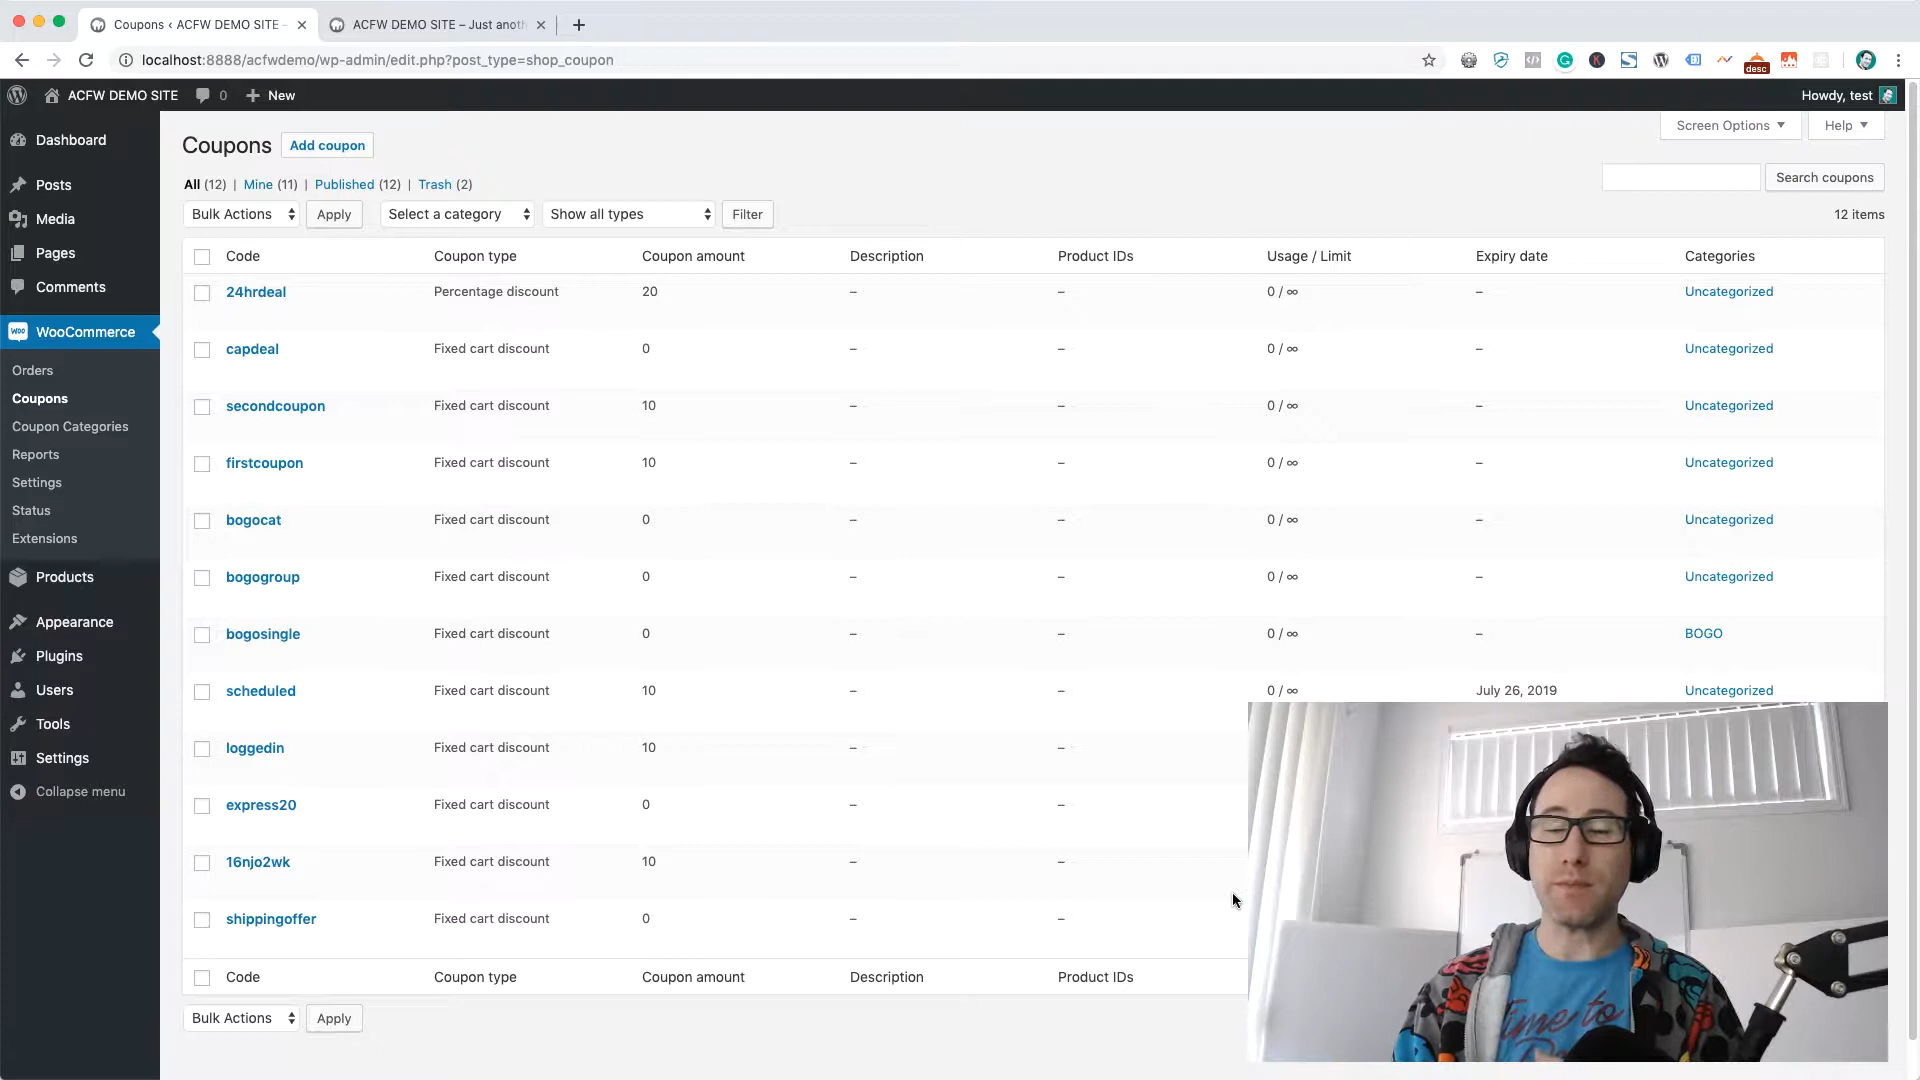 Coupons ‹ ACFW DEMO SITE –
ACFW DEMO SITE – Just anoth
localhost:8888/acfwdemo/wp-admin/edit.php?post_type=shop_coupon
desc
ACFW DEMO SITE 0 New
Howdy, test
Screen Options
Help
Coupons Add coupon
All (12) | Mine (11) | Published (12) | Trash (2)
Search coupons
Bulk Actions Apply Select a category Show all types Filter
12 items
Dashboard
Posts
Media
Pages
Comments
WooCommerce
Orders
Coupons
Coupon Categories
Reports
Settings
Status
Extensions
Products
Appearance
Plugins
Users
Tools
Settings
Collapse menu
Code Coupon type Coupon amount Description Product IDs Usage / Limit Expiry date Categories
24hrdeal Percentage discount 20 – – 0 / ∞ – Uncategorized
capdeal Fixed cart discount 0 – – 0 / ∞ – Uncategorized
secondcoupon Fixed cart discount 10 – – 0 / ∞ – Uncategorized
firstcoupon Fixed cart discount 10 – – 0 / ∞ – Uncategorized
bogocat Fixed cart discount 0 – – 0 / ∞ – Uncategorized
bogogroup Fixed cart discount 0 – – 0 / ∞ – Uncategorized
bogosingle Fixed cart discount 0 – – 0 / ∞ – BOGO
scheduled Fixed cart discount 10 – – 0 / ∞ July 26, 2019 Uncategorized
loggedin Fixed cart discount 10 – –
express20 Fixed cart discount 0 – –
16njo2wk Fixed cart discount 10 – –
shippingoffer Fixed cart discount 0 – –
Code Coupon type Coupon amount Description Product IDs
Bulk Actions Apply
time to